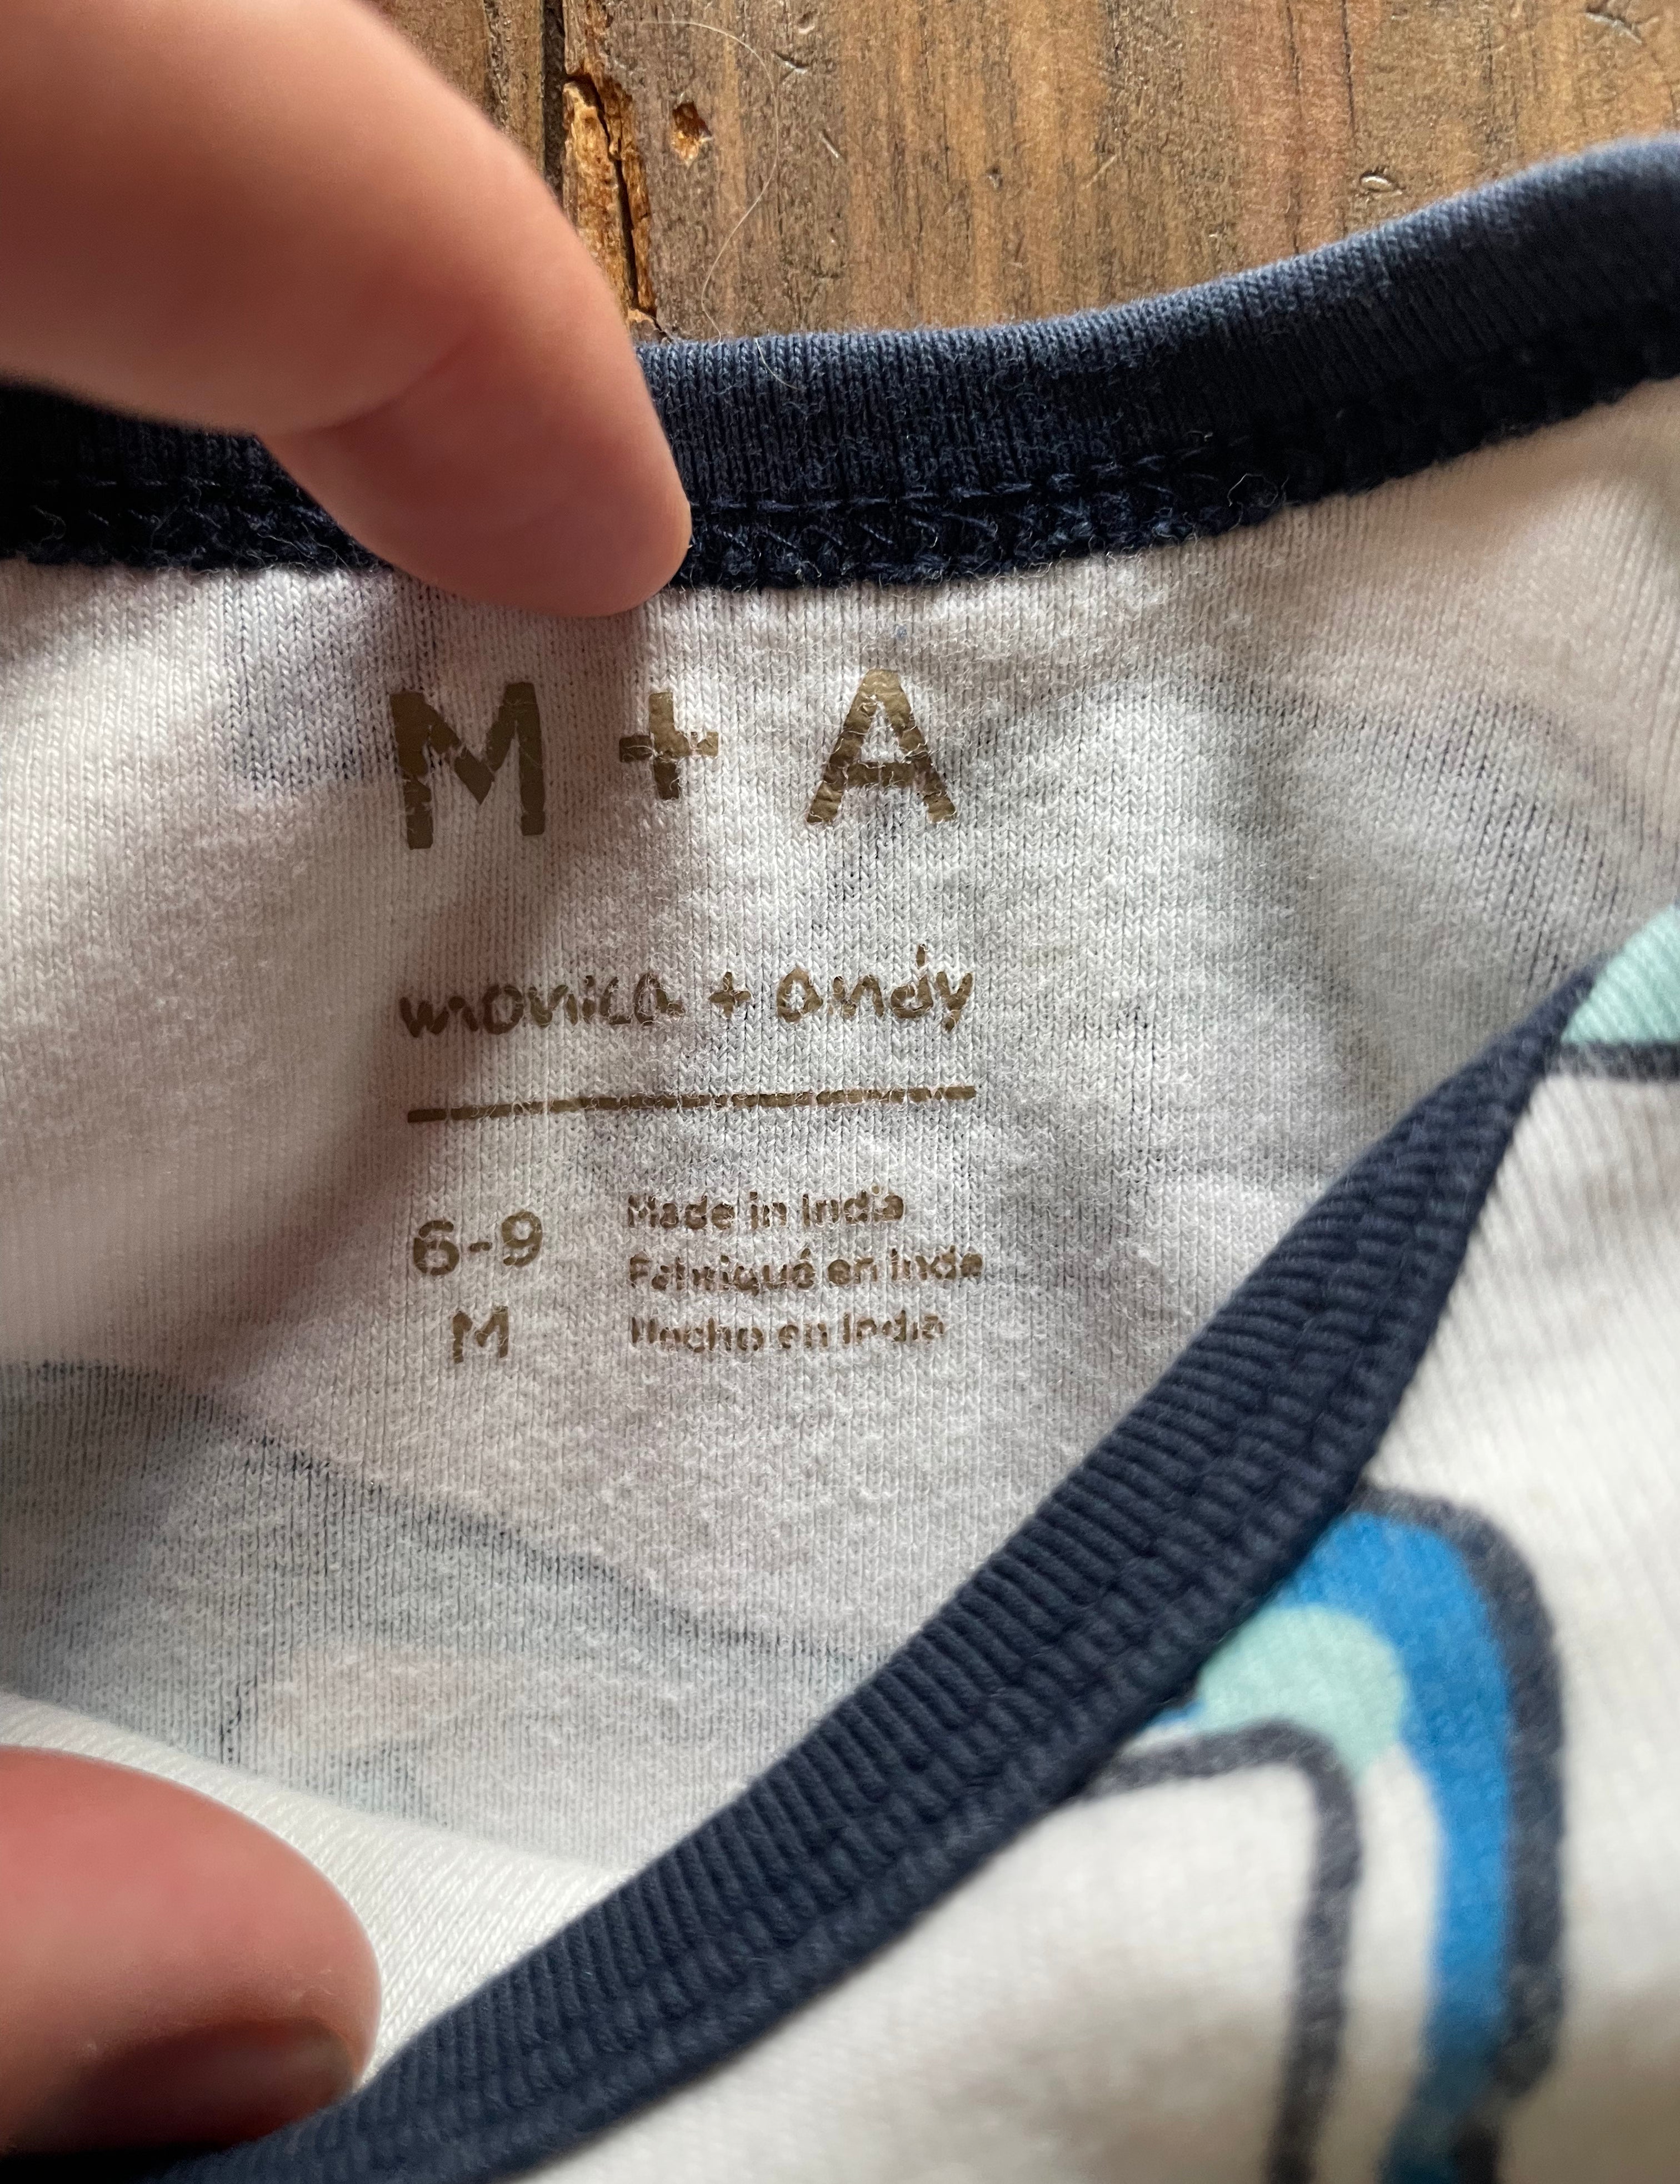 M + A
monica + andy
6-9
M
Made in India
Fabriqué en Inde
Hecho en India